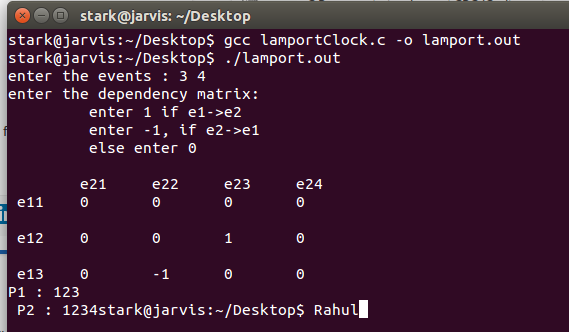 stark@jarvis: ~/Desktop
stark@jarvis:~/Desktop$ gcc lamportClock.c -o lamport.out
stark@jarvis:~/Desktop$ ./lamport.out
enter the events : 3 4
enter the dependency matrix:
enter 1 if e1->e2
enter -1, if e2->e1
else enter 0
e21 e22 e23 e24
e11 0 0 0 0
e12 0 0 1 0
e13 0 -1 0 0
P1 : 123
P2 : 1234stark@jarvis:~/Desktop$ Rahul